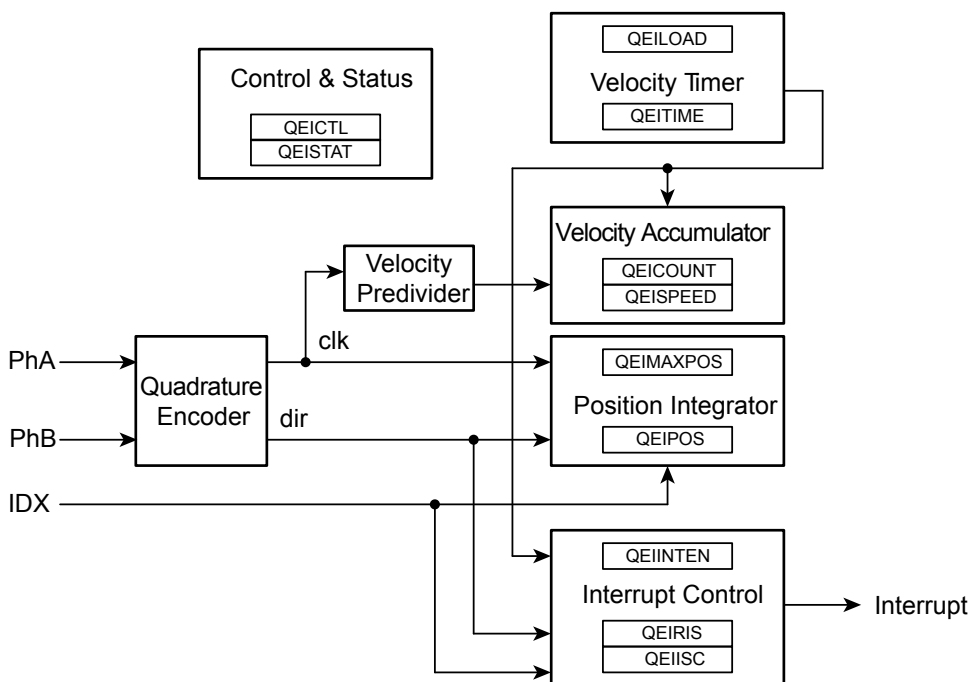 QEILOAD
Control & Status
Velocity Timer
QEICTL
QEITIME
QEISTAT
Velocity Accumulator
Velocity
Predivider
QEICOUNT
QEISPEED
clk
PhA
QEIMAXPOS
Quadrature
Encoder
Position Integrator
dir
PhB
QEIPOS
IDX
QEIINTEN
Interrupt Control
Interrupt
QEIRIS
QEIISC